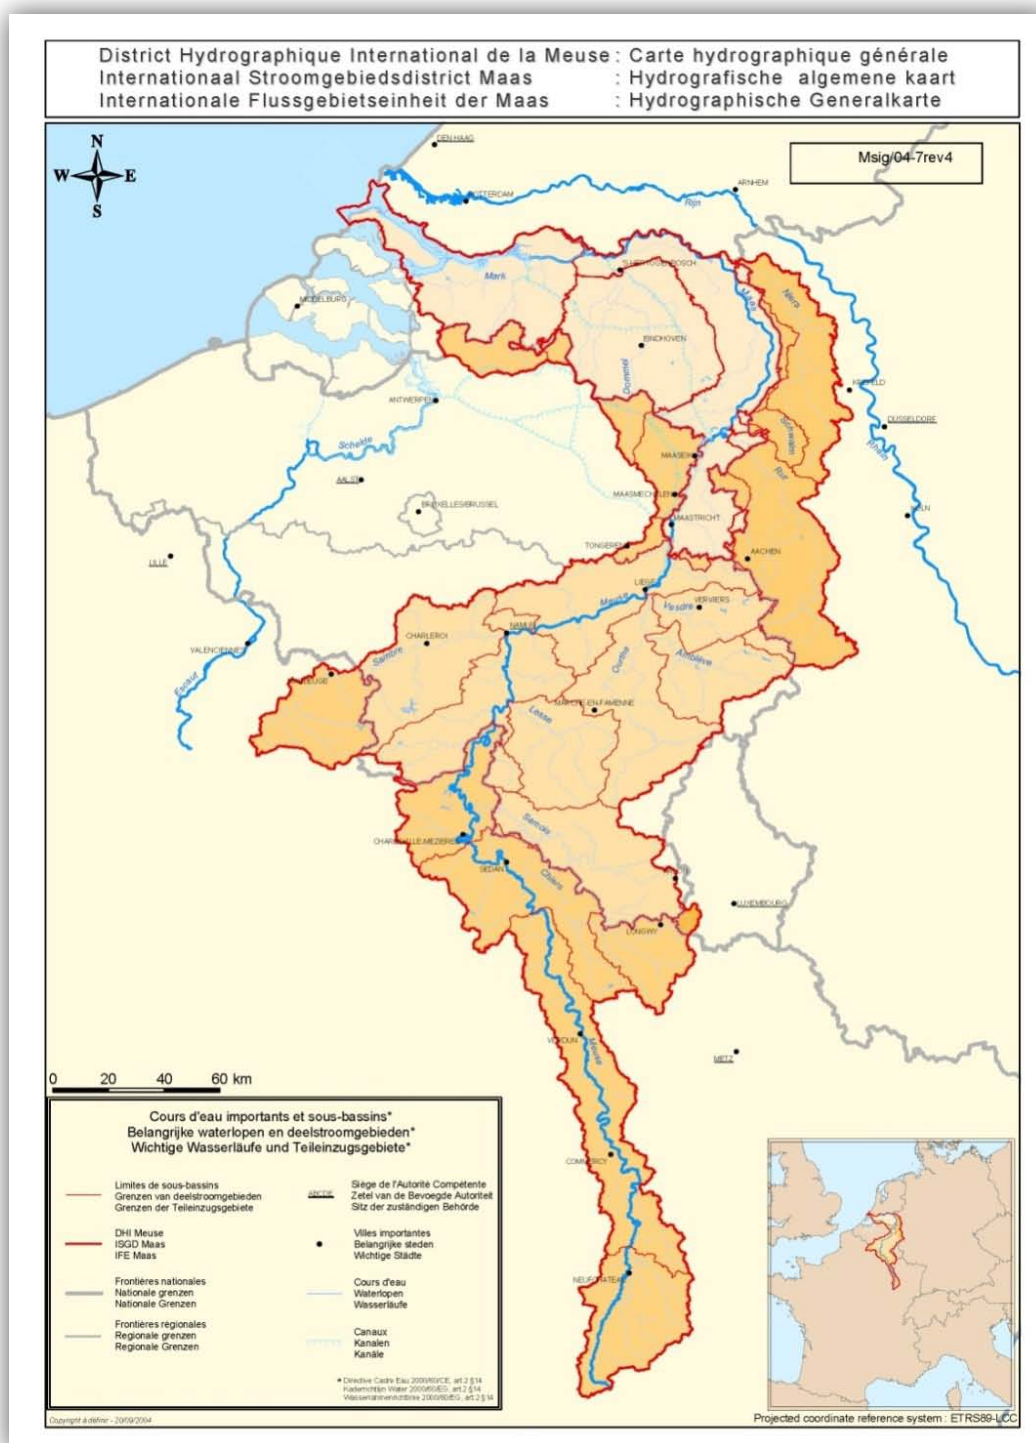 District Hydrographique International de la Meuse : Carte hydrographique générale
Internationaal Stroomgebiedsdistrict Maas : Hydrografische algemene kaart
Internationale Flussgebietseinheit der Maas : Hydrographische Generalkarte
N
W E
S
Msig/04-7rev4
DEN HAAG
ROTTERDAM
ARNHEM
Rijn
Mark
Maas
Niers
MIDDELBURG
EINDHOVEN
Dommel
KREFELD
ANTWERPEN
DÜSSELDORF
Schelde
Schwalm
Rhein
MAASEIK
Rur
AALST
MAASMECHELEN
BRUXELLES/BRUSSEL
KÖLN
MAASTRICHT
TONGEREN
AACHEN
LILLE
LIEGE
Meuse
VERVIERS
Vesdre
NAMUR
CHARLEROI
VALENCIENNES
Sambre
Ourthe
Amblève
Escaut
MARCHE-EN-FAMENNE
Lesse
Semois
CHARLEVILLE-MEZIERES
SEDAN
Chiers
LUXEMBOURG
LONGWY
VERDUN
Meuse
METZ
COMMERCY
NEUFCHATEAU
0 20 40 60 km
Cours d'eau importants et sous-bassins*
Belangrijke waterlopen en deelstroomgebieden*
Wichtige Wasserläufe und Teileinzugsgebiete*
Limites de sous-bassins
Grenzen van deelstroomgebieden
Grenzen der Teileinzugsgebiete
DHI Meuse
ISGD Maas
IFE Maas
Frontières nationales
Nationale grenzen
Nationale Grenzen
Frontières régionales
Regionale grenzen
Regionale Grenzen
ABCDE
Siège de l'Autorité Compétente
Zetel van de Bevoegde Autoriteit
Sitz der zuständigen Behörde
Villes importantes
Belangrijke steden
Wichtige Städte
Cours d'eau
Waterlopen
Wasserläufe
Canaux
Kanalen
Kanäle
* Directive Cadre Eau 2000/60/CE, art.2 §14
Kaderrichtlijn Water 2000/60/EG, art.2 §14
Wasserrahmenrichtlinie 2000/60/EG, art.2 §14
Copyright à définir - 20/09/2004
Projected coordinate reference system : ETRS89-LCC